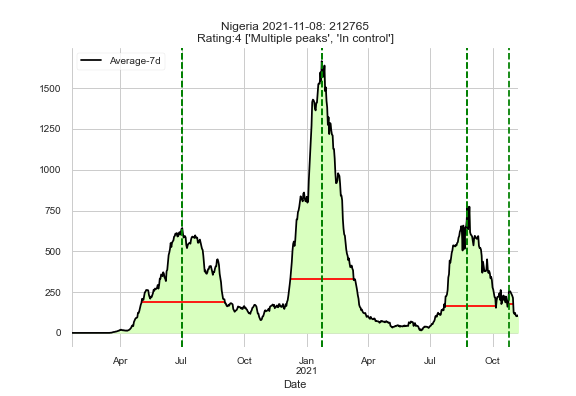 Nigeria 2021-11-08: 212765
Rating:4 ['Multiple peaks', 'In control']
Average-7d
1500
1250
1000
750
500
250
0
Apr
Jul
Oct
Jan
2021
Apr
Jul
Oct
Date